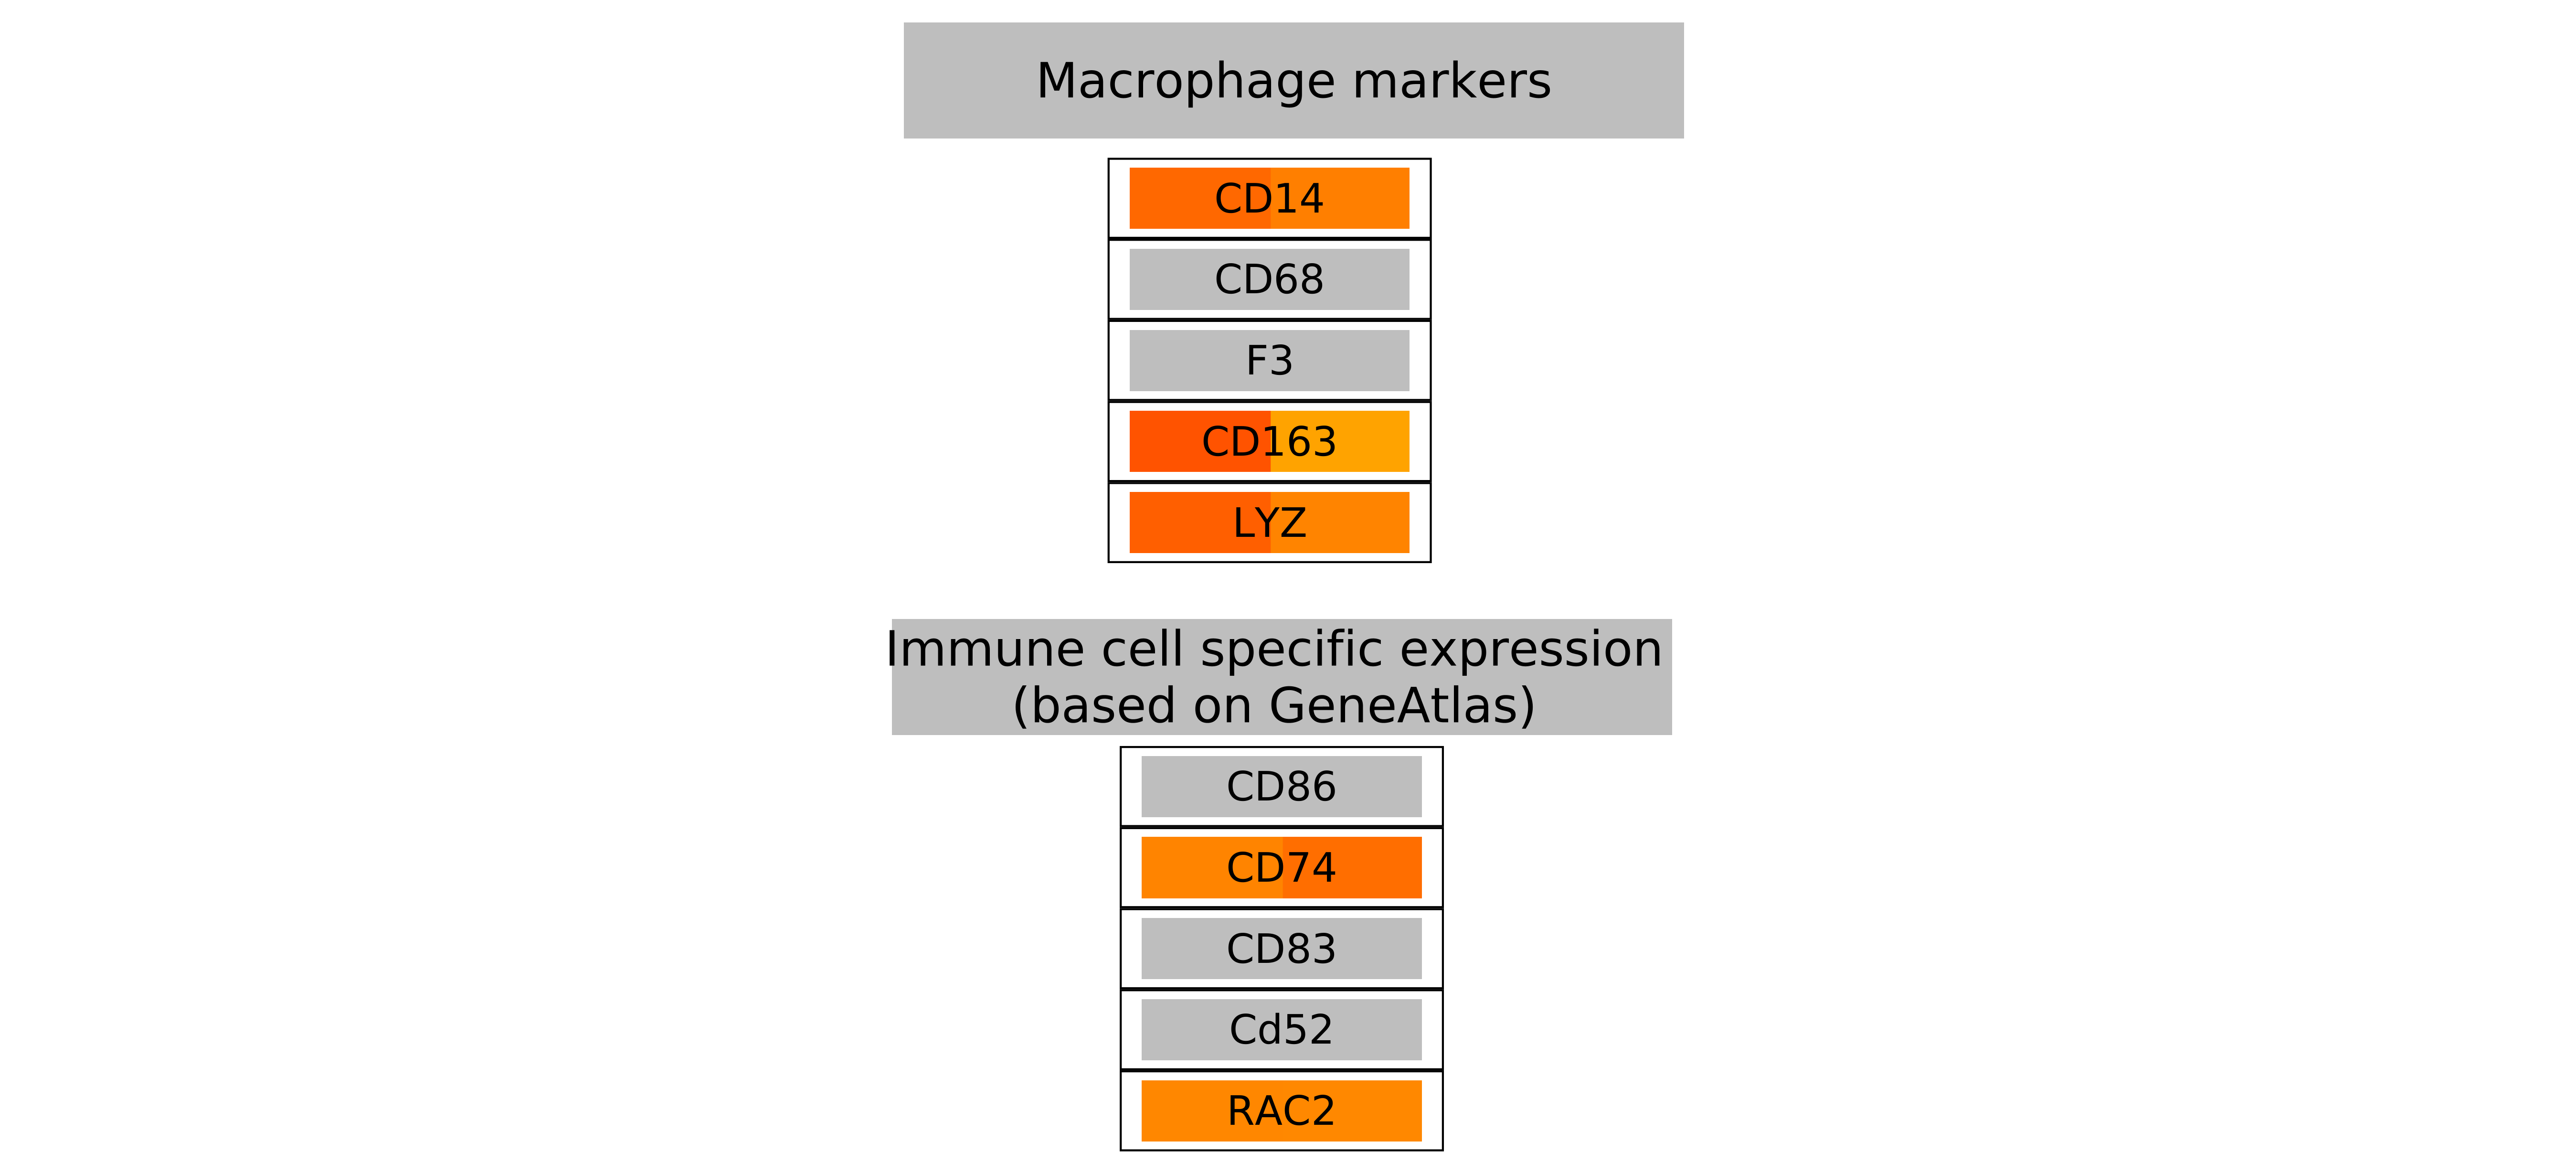 Macrophage markers
CD14
CD68
F3
CD163
LYZ
Immune cell specific expression
(based on GeneAtlas)
CD86
CD74
CD83
Cd52
RAC2